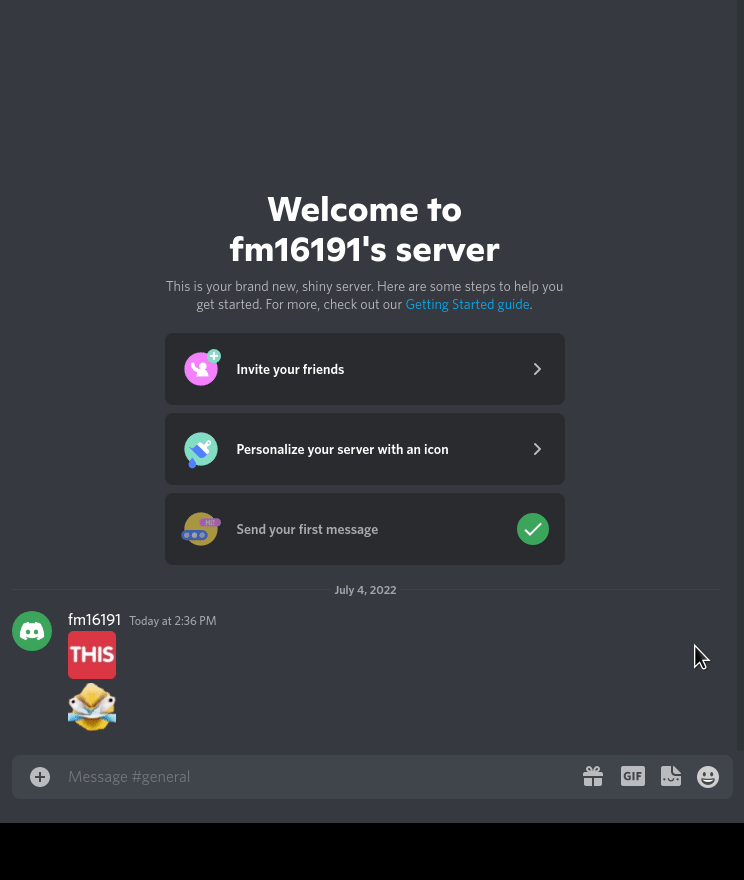 Welcome to
fm16191's server
This is your brand new, shiny server. Here are some steps to help you
get started. For more, check out our Getting Started guide.
Invite your friends
Personalize your server with an icon
Send your first message
July 4, 2022
fm16191 Today at 2:36 PM
THIS
Message #general
GIF